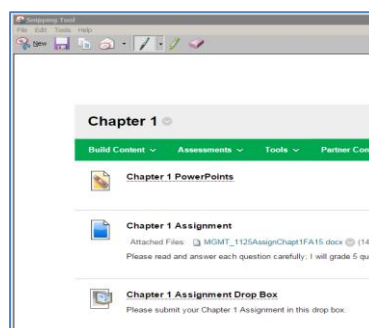 Snipping Tool
File Edit Tools Help
New
Chapter 1
Build Content Assessments Tools Partner Con
Chapter 1 PowerPoints
Chapter 1 Assignment
Attached Files: MGMT_1125AssignChapt1FA15.docx (14
Please read and answer each question carefully; I will grade 5 qu
Chapter 1 Assignment Drop Box
Please submit your Chapter 1 Assignment in this drop box.